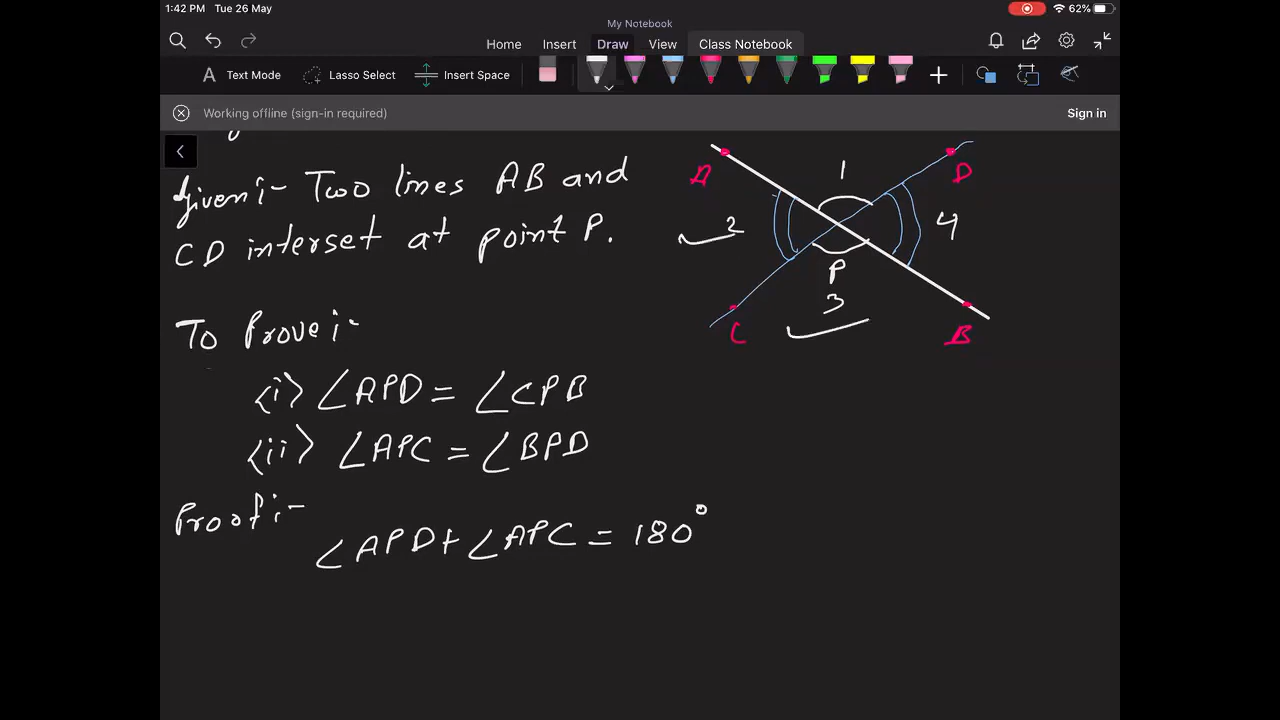 1:42 PM Tue 26 May
62%
My Notebook
Home Insert Draw View Class Notebook
Text Mode Lasso Select Insert Space
Working offline (sign-in required) Sign in
Given:- Two lines AB and
CD interset at point P.
To Prove:-
<i> ∠APD = ∠CPB
<ii> ∠APC = ∠BPD
Proof:-
∠APD + ∠APC = 180°
A 1 D
2 4
P
3
C B